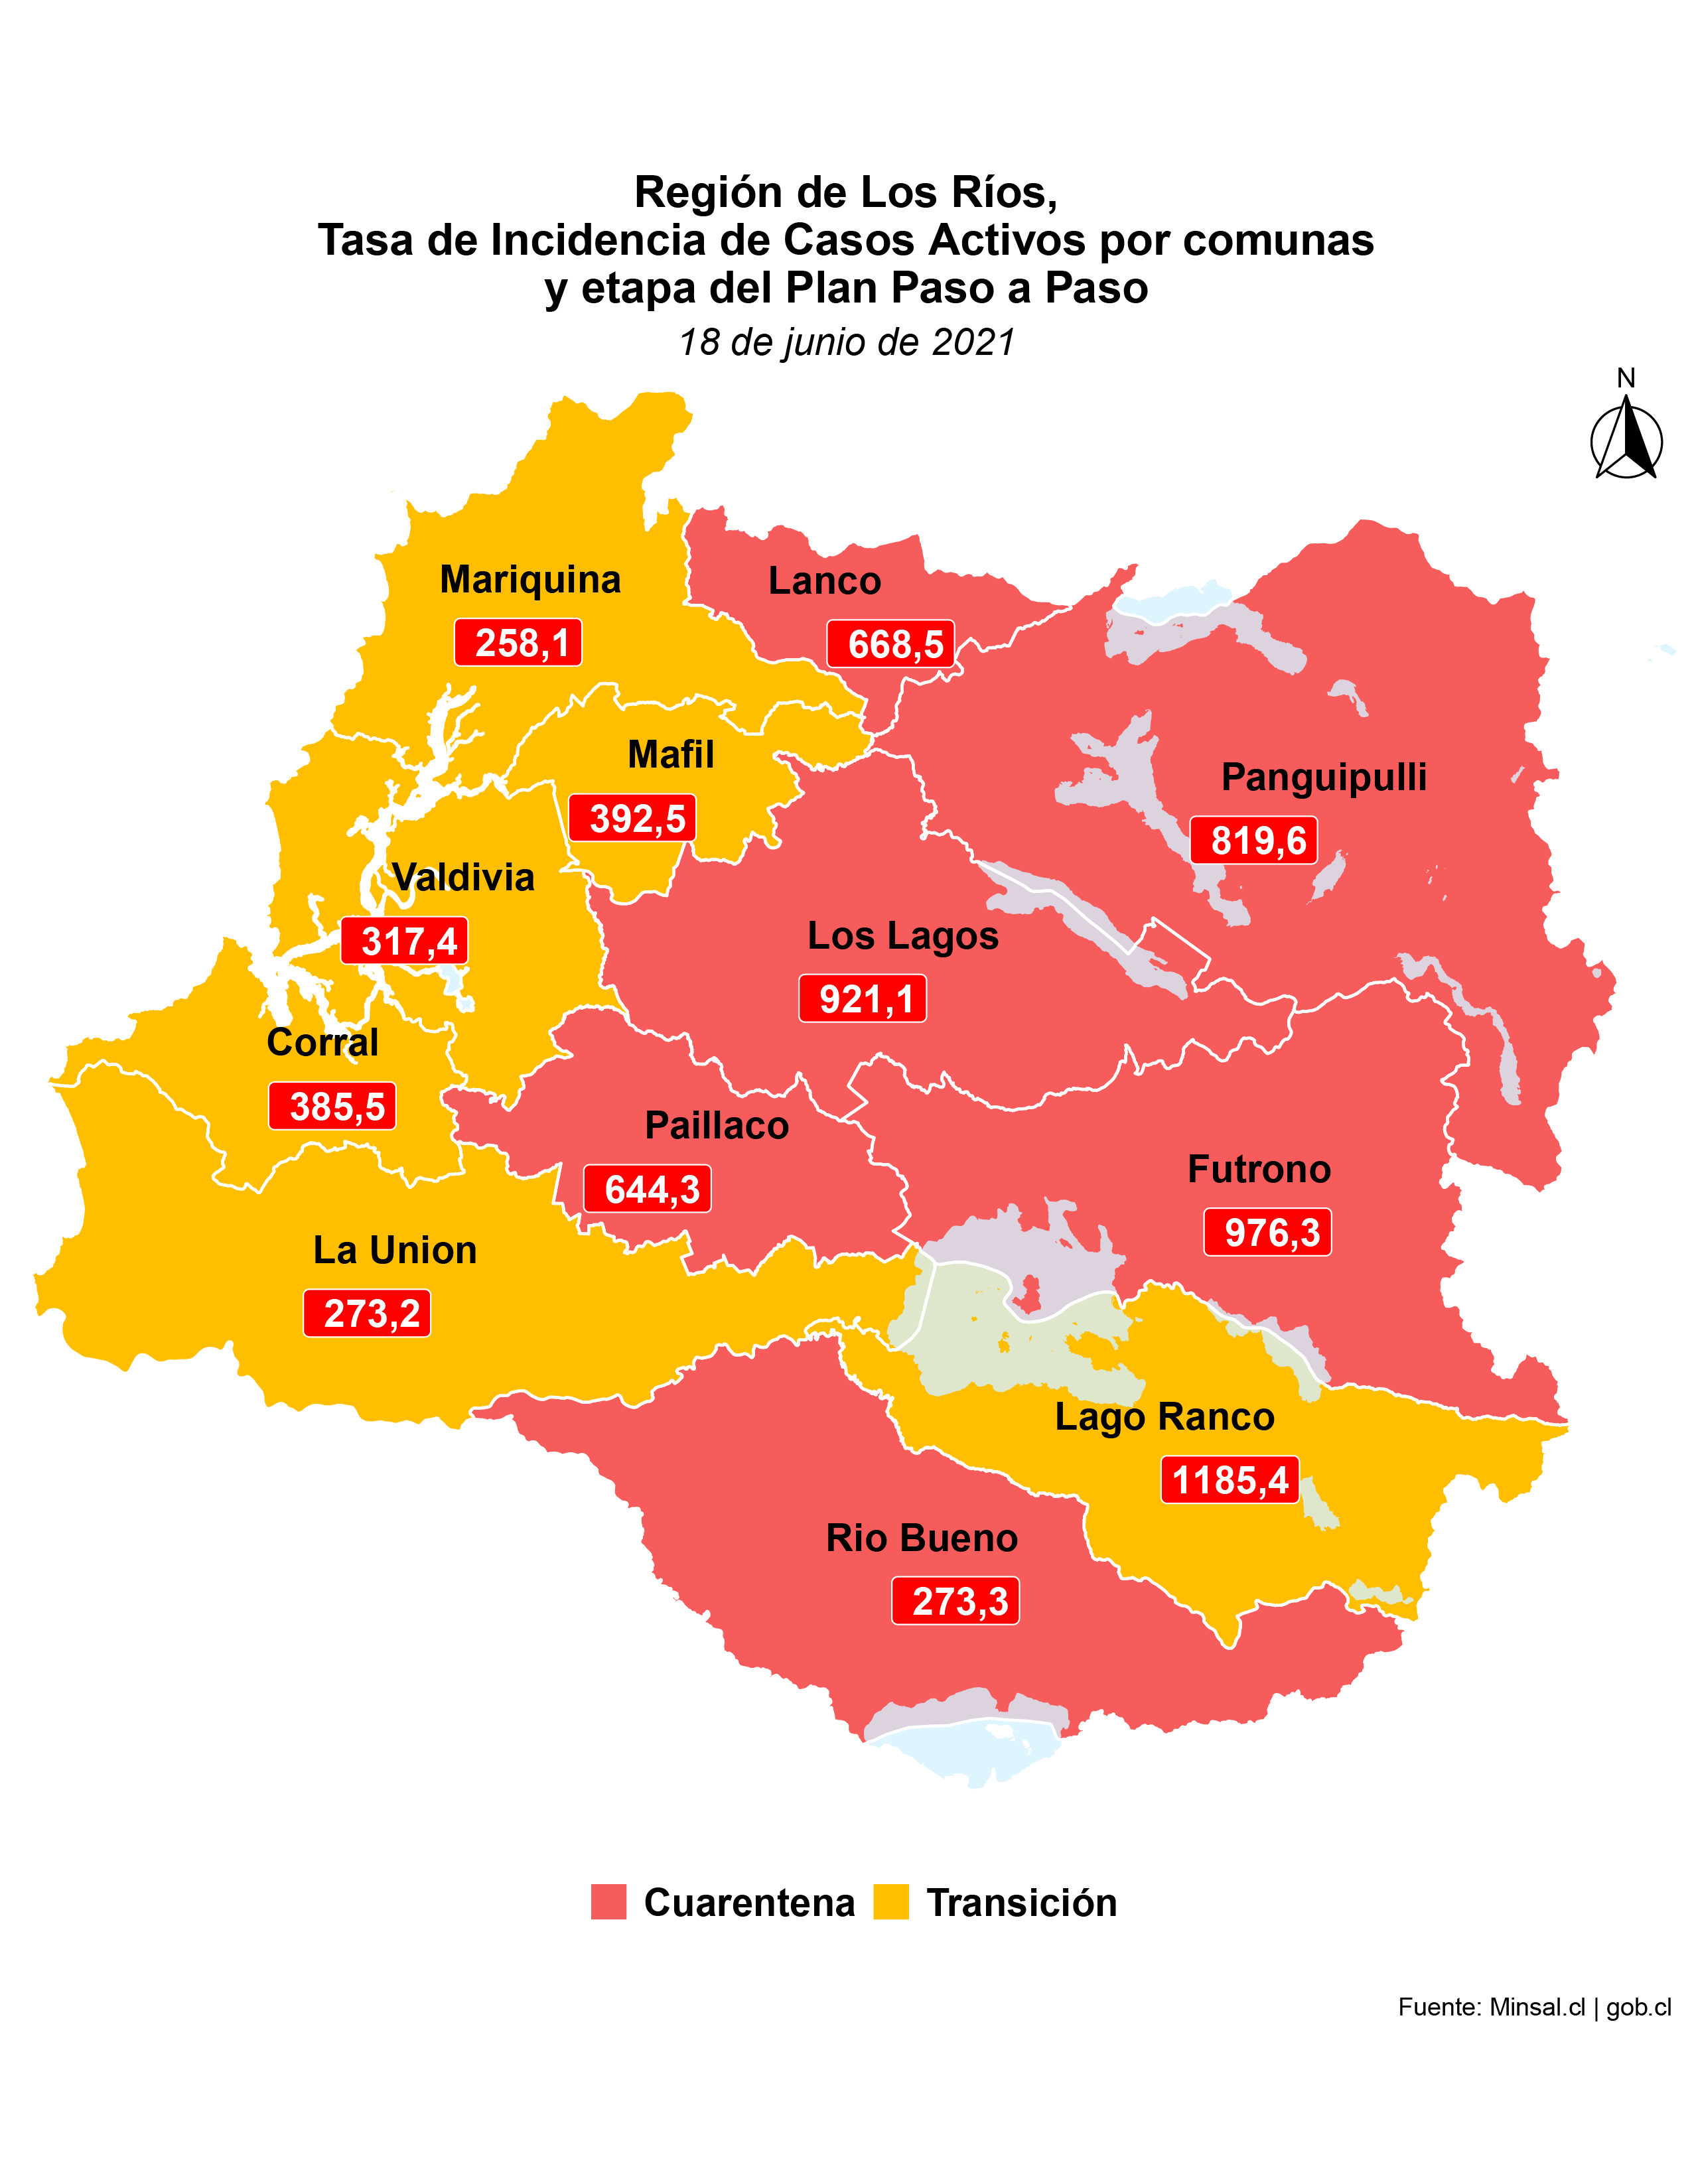 Región de Los Ríos,
Tasa de Incidencia de Casos Activos por comunas
y etapa del Plan Paso a Paso
18 de junio de 2021
N
Mariquina
258,1
Lanco
668,5
Mafil
392,5
Panguipulli
819,6
Valdivia
317,4
Los Lagos
921,1
Corral
385,5
Paillaco
644,3
Futrono
976,3
La Union
273,2
Lago Ranco
1185,4
Rio Bueno
273,3
Cuarentena
Transición
Fuente: Minsal.cl | gob.cl